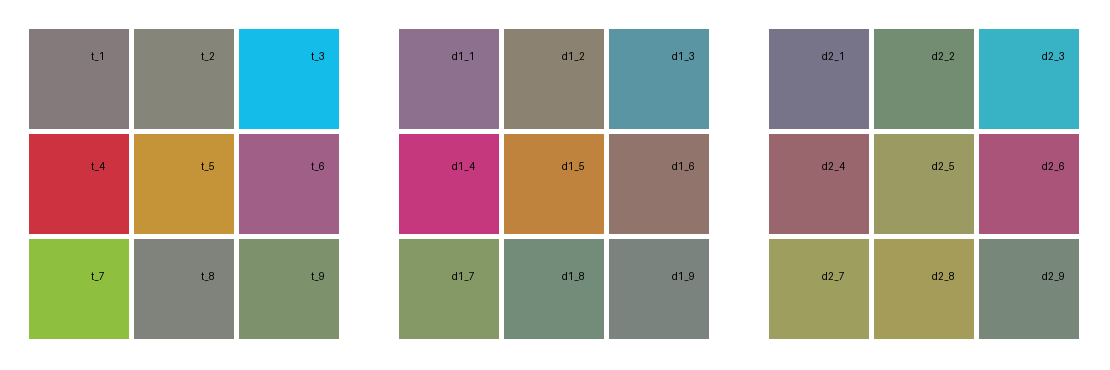 t_1 t_2 t_3 d1_1 d1_2 d1_3 d2_1 d2_2 d2_3
t_4 t_5 t_6 d1_4 d1_5 d1_6 d2_4 d2_5 d2_6
t_7 t_8 t_9 d1_7 d1_8 d1_9 d2_7 d2_8 d2_9